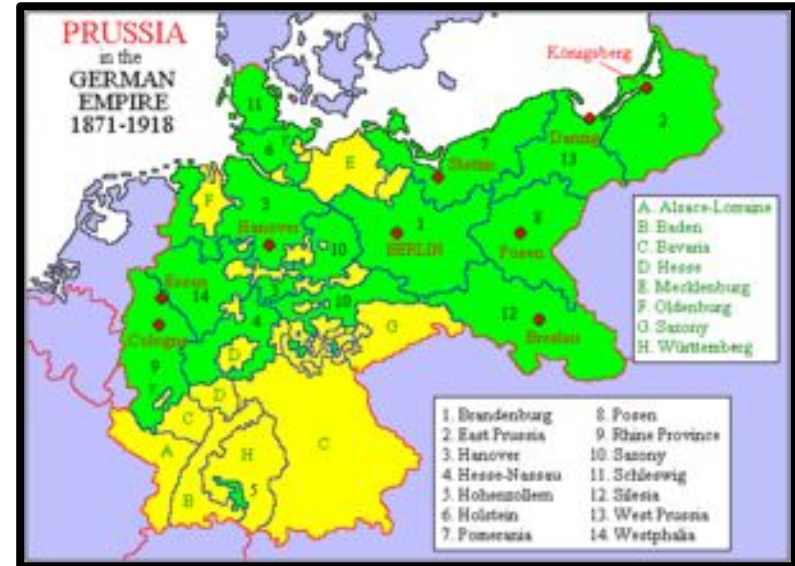 PRUSSIA
in the
GERMAN
EMPIRE
1871-1918
Königsberg
11
2
7
Danzig
F
6
E
Stettin
13
F
3
A. Alsace-Lorraine
B. Baden
C. Bavaria
D. Hesse
E. Mecklenburg
F. Oldenburg
G. Saxony
H. Württemberg
1
8
Hanover
10
BERLIN
Posen
Essen
14
3
10
12
Cologne
4
G
Breslau
D
9
F
D
C
1. Brandenburg
2. East Prussia
3. Hanover
4. Hesse-Nassau
5. Hohenzollern
6. Holstein
7. Pomerania
8. Posen
9. Rhine Province
10. Saxony
11. Schleswig
12. Silesia
13. West Prussia
14. Westphalia
A
H
C
5
B